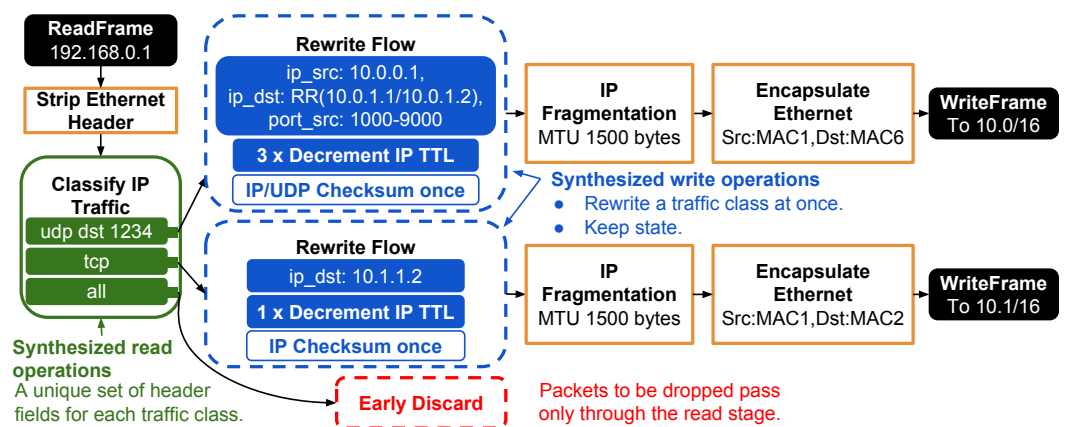 ReadFrame
192.168.0.1
Strip Ethernet
Header
Classify IP
Traffic
udp dst 1234
tcp
all
Synthesized read
operations
A unique set of header
fields for each traffic class.
Rewrite Flow
ip_src: 10.0.0.1,
ip_dst: RR(10.0.1.1/10.0.1.2),
port_src: 1000-9000
3 x Decrement IP TTL
IP/UDP Checksum once
Rewrite Flow
ip_dst: 10.1.1.2
1 x Decrement IP TTL
IP Checksum once
Early Discard
IP
Fragmentation
MTU 1500 bytes
Encapsulate
Ethernet
Src:MAC1,Dst:MAC6
WriteFrame
To 10.0/16
Synthesized write operations
● Rewrite a traffic class at once.
● Keep state.
IP
Fragmentation
MTU 1500 bytes
Encapsulate
Ethernet
Src:MAC1,Dst:MAC2
WriteFrame
To 10.1/16
Packets to be dropped pass
only through the read stage.